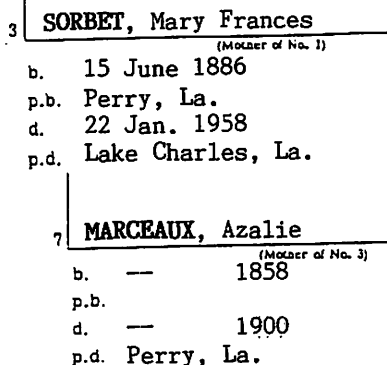 3 SORBET, Mary Frances
(Mother of No. 1)
b. 15 June 1886
p.b. Perry, La.
d. 22 Jan. 1958
p.d. Lake Charles, La.
7 MARCEAUX, Azalie
(Mother of No. 3)
b. — 1858
p.b.
d. — 1900
p.d. Perry, La.